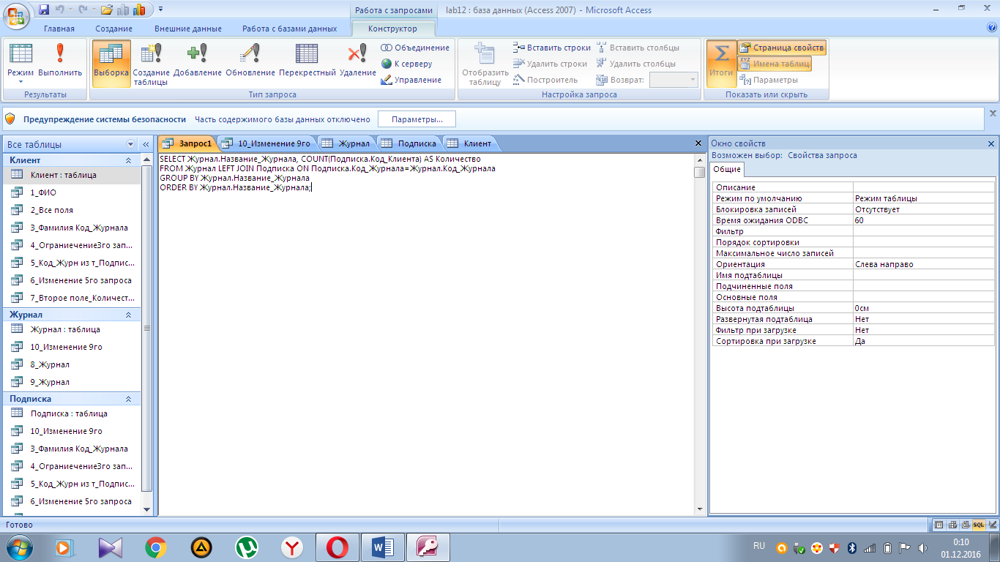 Работа с запросами
lab12 : база данных (Access 2007) - Microsoft Access
Главная
Создание
Внешние данные
Работа с базами данных
Конструктор
Режим
Выполнить
Результаты
Выборка
Создание таблицы
Добавление
Обновление
Перекрестный
Удаление
Объединение
К серверу
Управление
Тип запроса
Отобразить таблицу
Вставить строки
Удалить строки
Построитель
Вставить столбцы
Удалить столбцы
Возврат:
Настройка запроса
Итоги
Страница свойств
Имена таблиц
Параметры
Показать или скрыть
Предупреждение системы безопасности Часть содержимого базы данных отключено Параметры...
Все таблицы
Клиент
Клиент : таблица
1_ФИО
2_Все поля
3_Фамилия Код_Журнала
4_Ограниечение3го зап...
5_Код_Журн из т_Подпис...
6_Изменение 5го запроса
7_Второе поле_Количест...
Журнал
Журнал : таблица
10_Изменение 9го
8_Журнал
9_Журнал
Подписка
Подписка : таблица
10_Изменение 9го
3_Фамилия Код_Журнала
4_Ограниечение3го зап...
5_Код_Журн из т_Подпис...
6_Изменение 5го запроса
Запрос1
10_Изменение 9го
Журнал
Подписка
Клиент
SELECT Журнал.Название_Журнала, COUNT(Подписка.Код_Клиента) AS Количество
FROM Журнал LEFT JOIN Подписка ON Подписка.Код_Журнала=Журнал.Код_Журнала
GROUP BY Журнал.Название_Журнала
ORDER BY Журнал.Название_Журнала;
Окно свойств
Возможен выбор: Свойства запроса
Общие
Описание
Режим по умолчанию Режим таблицы
Блокировка записей Отсутствует
Время ожидания ODBC 60
Фильтр
Порядок сортировки
Максимальное число записей
Ориентация Слева направо
Имя подтаблицы
Подчиненные поля
Основные поля
Высота подтаблицы 0см
Развернутая подтаблица Нет
Фильтр при загрузке Нет
Сортировка при загрузке Да
Готово
SQL
RU
0:10
01.12.2016